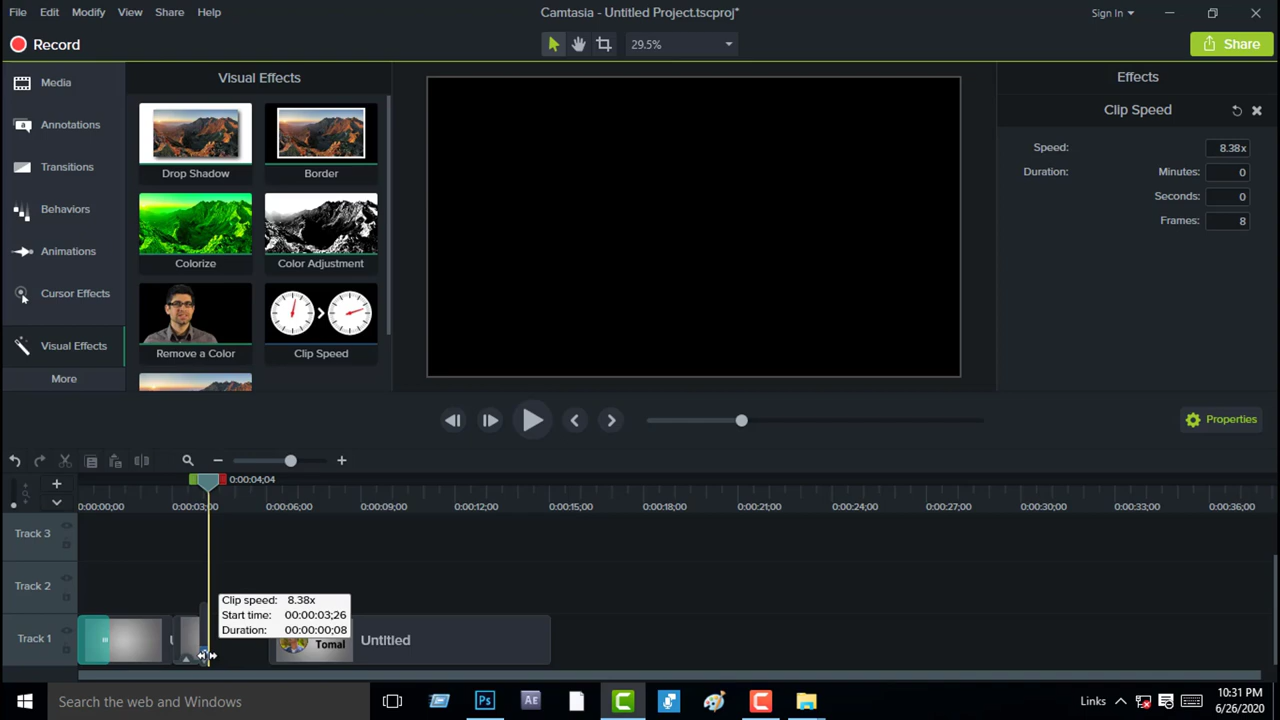 File Edit Modify View Share Help
Camtasia - Untitled Project.tscproj*
Sign In
Record
29.5%
Share
Media
Annotations
Transitions
Behaviors
Animations
Cursor Effects
Visual Effects
More
Visual Effects
Drop Shadow
Border
Colorize
Color Adjustment
Remove a Color
Clip Speed
Effects
Clip Speed
Speed: 8.38x
Duration: Minutes: 0
Seconds: 0
Frames: 8
Properties
0:00:04;04
0:00:00;00 0:00:03;00 0:00:06;00 0:00:09;00 0:00:12;00 0:00:15;00 0:00:18;00 0:00:21;00 0:00:24;00 0:00:27;00 0:00:30;00 0:00:33;00 0:00:36;00
Track 3
Track 2
Clip speed: 8.38x
Start time: 00:00:03;26
Duration: 00:00:00;08
Track 1
Tomal
Untitled
Search the web and Windows
Ps
Ae
Links
10:31 PM
6/26/2020